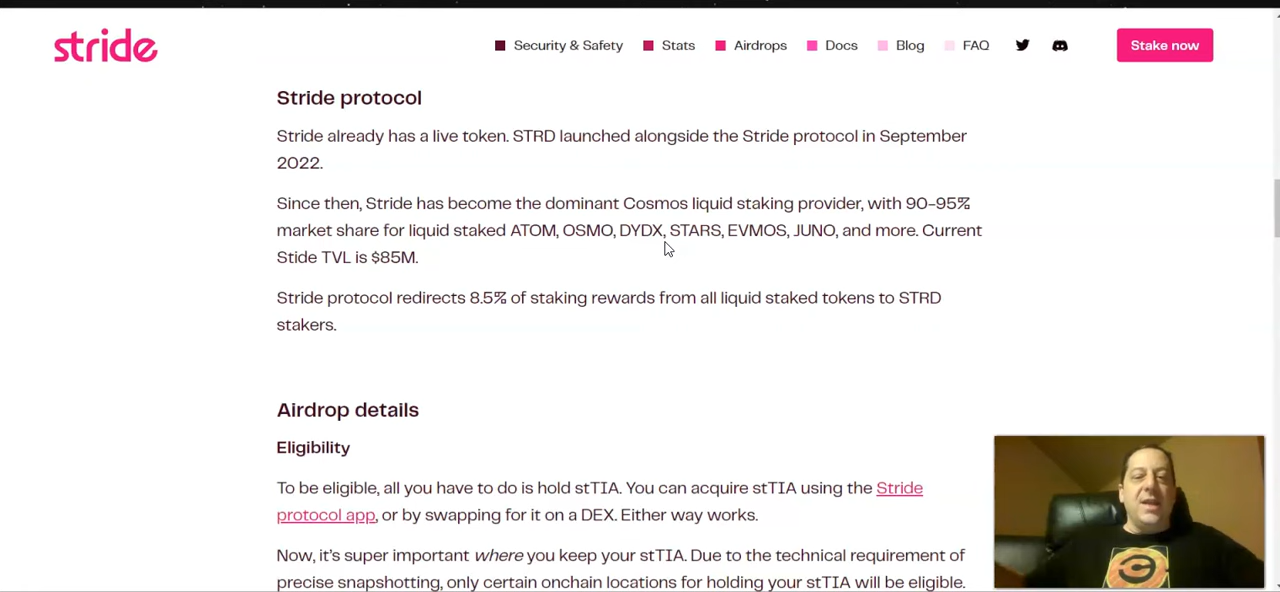 stride
Security & Safety
Stats
Airdrops
Docs
Blog
FAQ
Stake now
Stride protocol
Stride already has a live token. STRD launched alongside the Stride protocol in September
2022.
Since then, Stride has become the dominant Cosmos liquid staking provider, with 90-95%
market share for liquid staked ATOM, OSMO, DYDX, STARS, EVMOS, JUNO, and more. Current
Stide TVL is $85M.
Stride protocol redirects 8.5% of staking rewards from all liquid staked tokens to STRD
stakers.
Airdrop details
Eligibility
To be eligible, all you have to do is hold stTIA. You can acquire stTIA using the Stride
protocol app, or by swapping for it on a DEX. Either way works.
Now, it's super important where you keep your stTIA. Due to the technical requirement of
precise snapshotting, only certain onchain locations for holding your stTIA will be eligible.